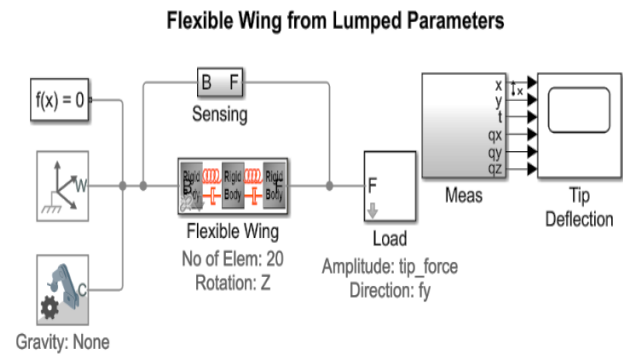 Flexible Wing from Lumped Parameters
f(x) = 0
W
C
Gravity: None
B F
Sensing
Rigid Body Rigid Body Rigid Body
B F
Flexible Wing
No of Elem: 20
Rotation: Z
F
Load
Amplitude: tip_force
Direction: fy
x
y
t
qx
qy
qz
Meas
x
Tip
Deflection